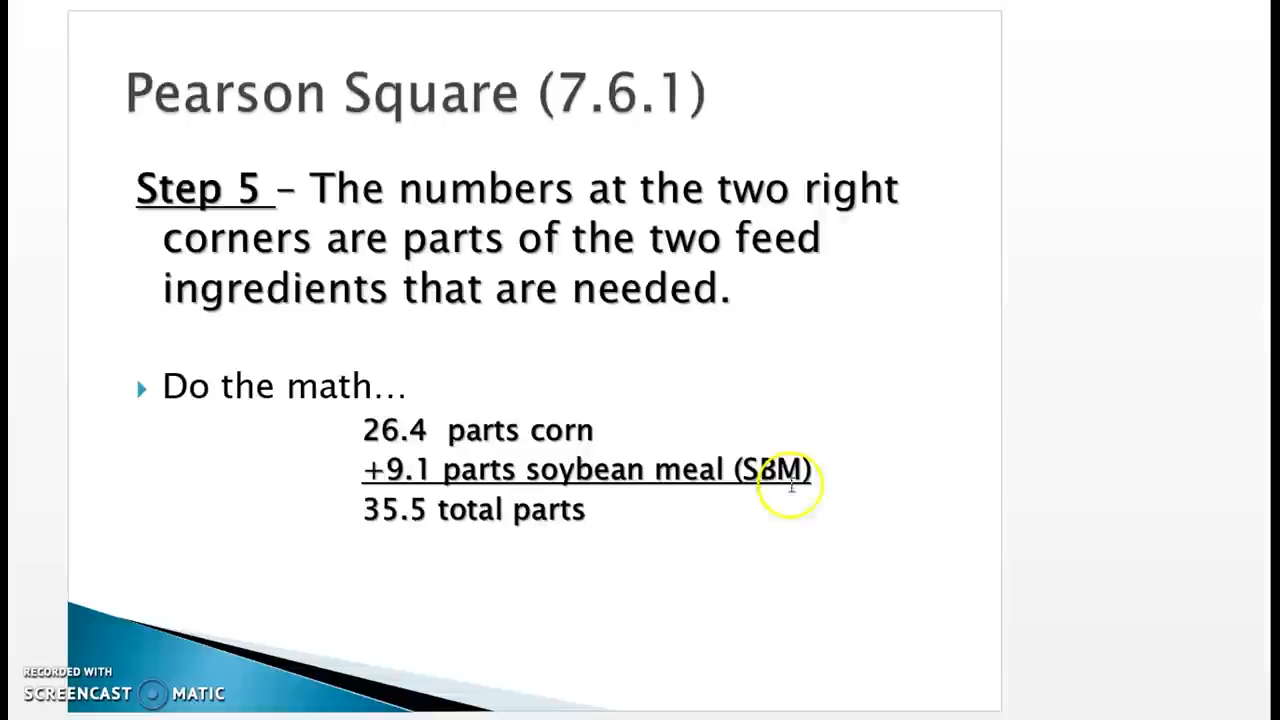 Pearson Square (7.6.1)
Step 5 – The numbers at the two right
corners are parts of the two feed
ingredients that are needed.
Do the math...
26.4 parts corn
+9.1 parts soybean meal (SBM)
35.5 total parts
RECORDED WITH
SCREENCAST MATIC